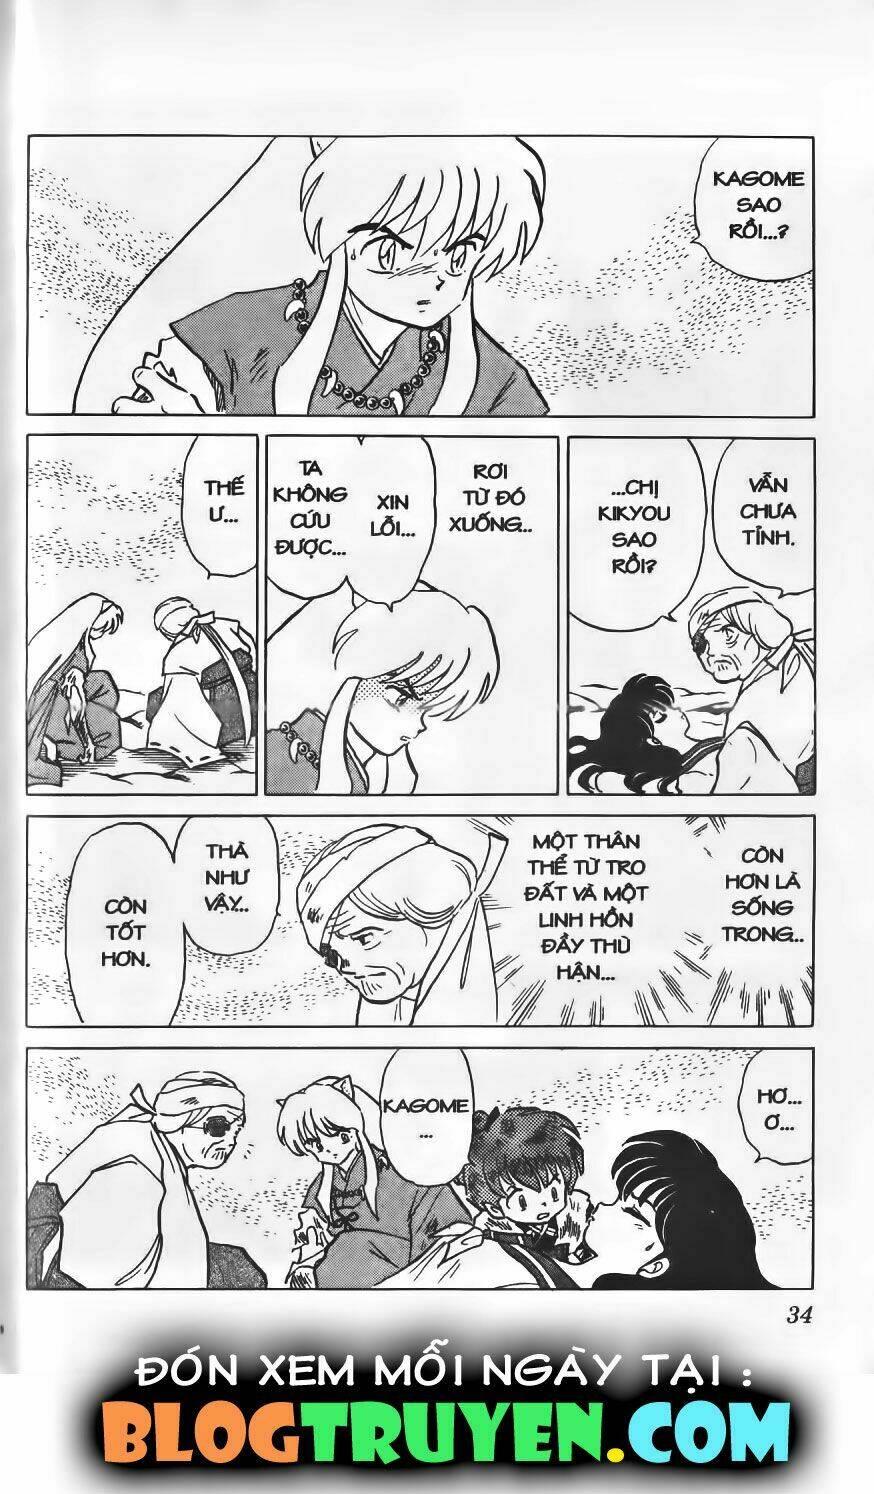 KAGOME
SAO
RỒI...?
VẪN
CHƯA
TỈNH.
...CHỊ
KIKYOU
SAO
RỒI?
RƠI
TỪ ĐÓ
XUỐNG...
XIN
LỖI...
TA
KHÔNG
CỨU
ĐƯỢC...
THẾ
Ư...
CÒN
HƠN LÀ
SỐNG
TRONG...
MỘT THÂN
THỂ TỪ TRO
ĐẤT VÀ MỘT
LINH HỒN
ĐẦY THÙ
HẬN...
THÀ
NHƯ
VẬY...
CÒN
TỐT
HƠN.
HƠ...
Ơ...
KAGOME
...
34
ĐÓN XEM MỖI NGÀY TẠI :
BLOGTRUYEN.COM